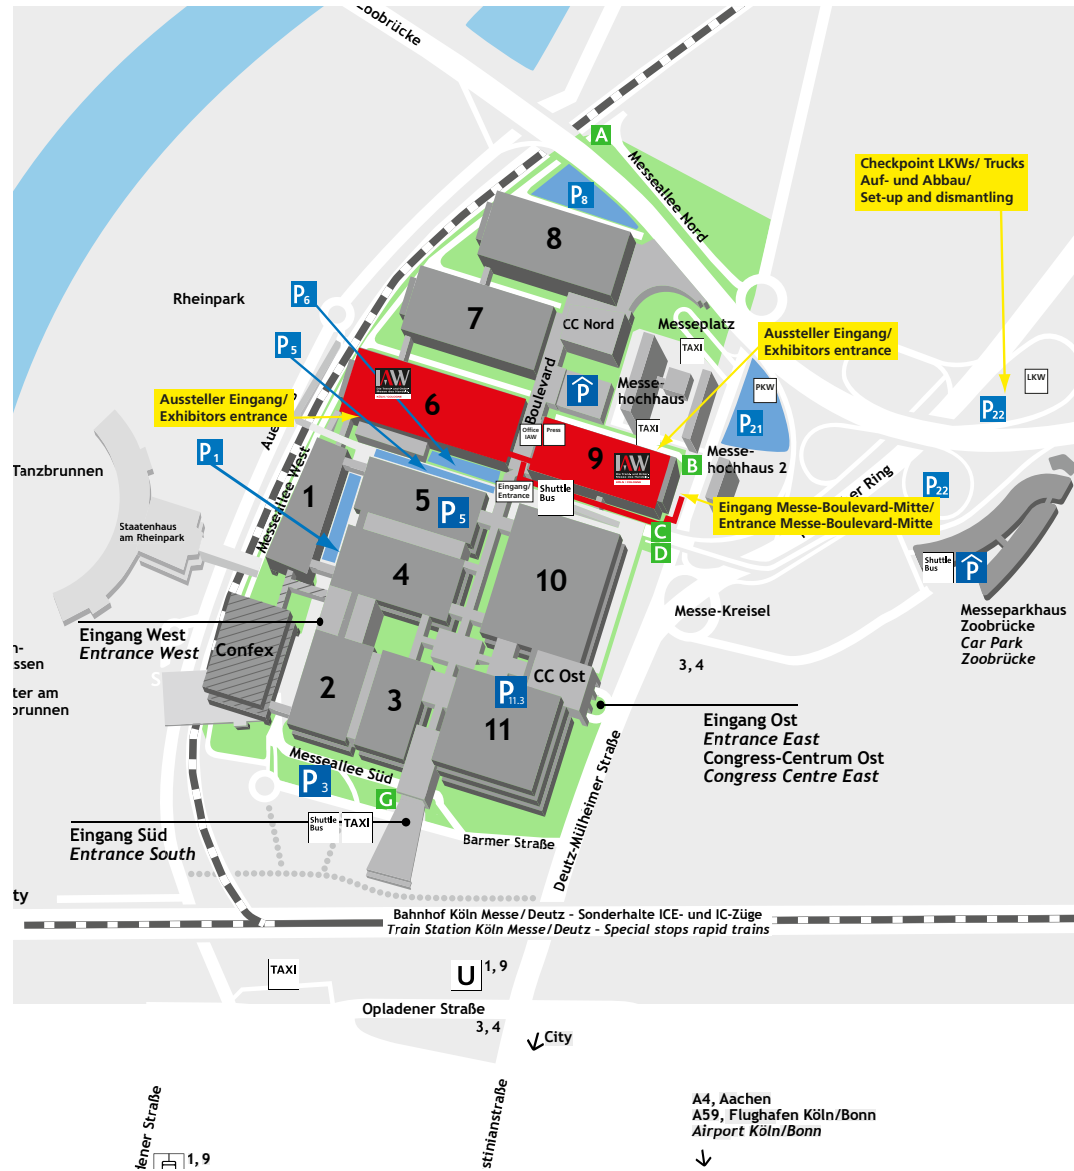 Zoobrücke
A
Messeallee Nord
Checkpoint LKWs/ Trucks
Auf- und Abbau/
Set-up and dismantling
P8
8
Rheinpark
P6
7
CC Nord
Messeplatz
TAXI
Aussteller Eingang/
Exhibitors entrance
P5
Boulevard
P
Messe-
hochhaus
PKW
LKW
P22
IAW
6
Aussteller Eingang/
Exhibitors entrance
Office
IAW
Press
TAXI
P21
P1
9
IAW
B
Messe-
hochhaus 2
Tanzbrunnen
Messeallee West
1
5
P5
Eingang/
Entrance
Shuttle
Bus
P22
Ring
Eingang Messe-Boulevard-Mitte/
Entrance Messe-Boulevard-Mitte
Staatenhaus
am Rheinpark
C
D
4
10
Shuttle
Bus
P
Messe-Kreisel
Messeparkhaus
Zoobrücke
Car Park
Zoobrücke
Eingang West
Entrance West
Confex
3, 4
CC Ost
P11.3
2
3
11
Eingang Ost
Entrance East
Congress-Centrum Ost
Congress Centre East
Messeallee Süd
P3
G
Shuttle
Bus
TAXI
Eingang Süd
Entrance South
Barmer Straße
Deutz-Mülheimer Straße
Bahnhof Köln Messe/Deutz - Sonderhalte ICE- und IC-Züge
Train Station Köln Messe/Deutz - Special stops rapid trains
TAXI
U
1, 9
Opladener Straße
3, 4
City
A4, Aachen
A59, Flughafen Köln/Bonn
Airport Köln/Bonn
1, 9